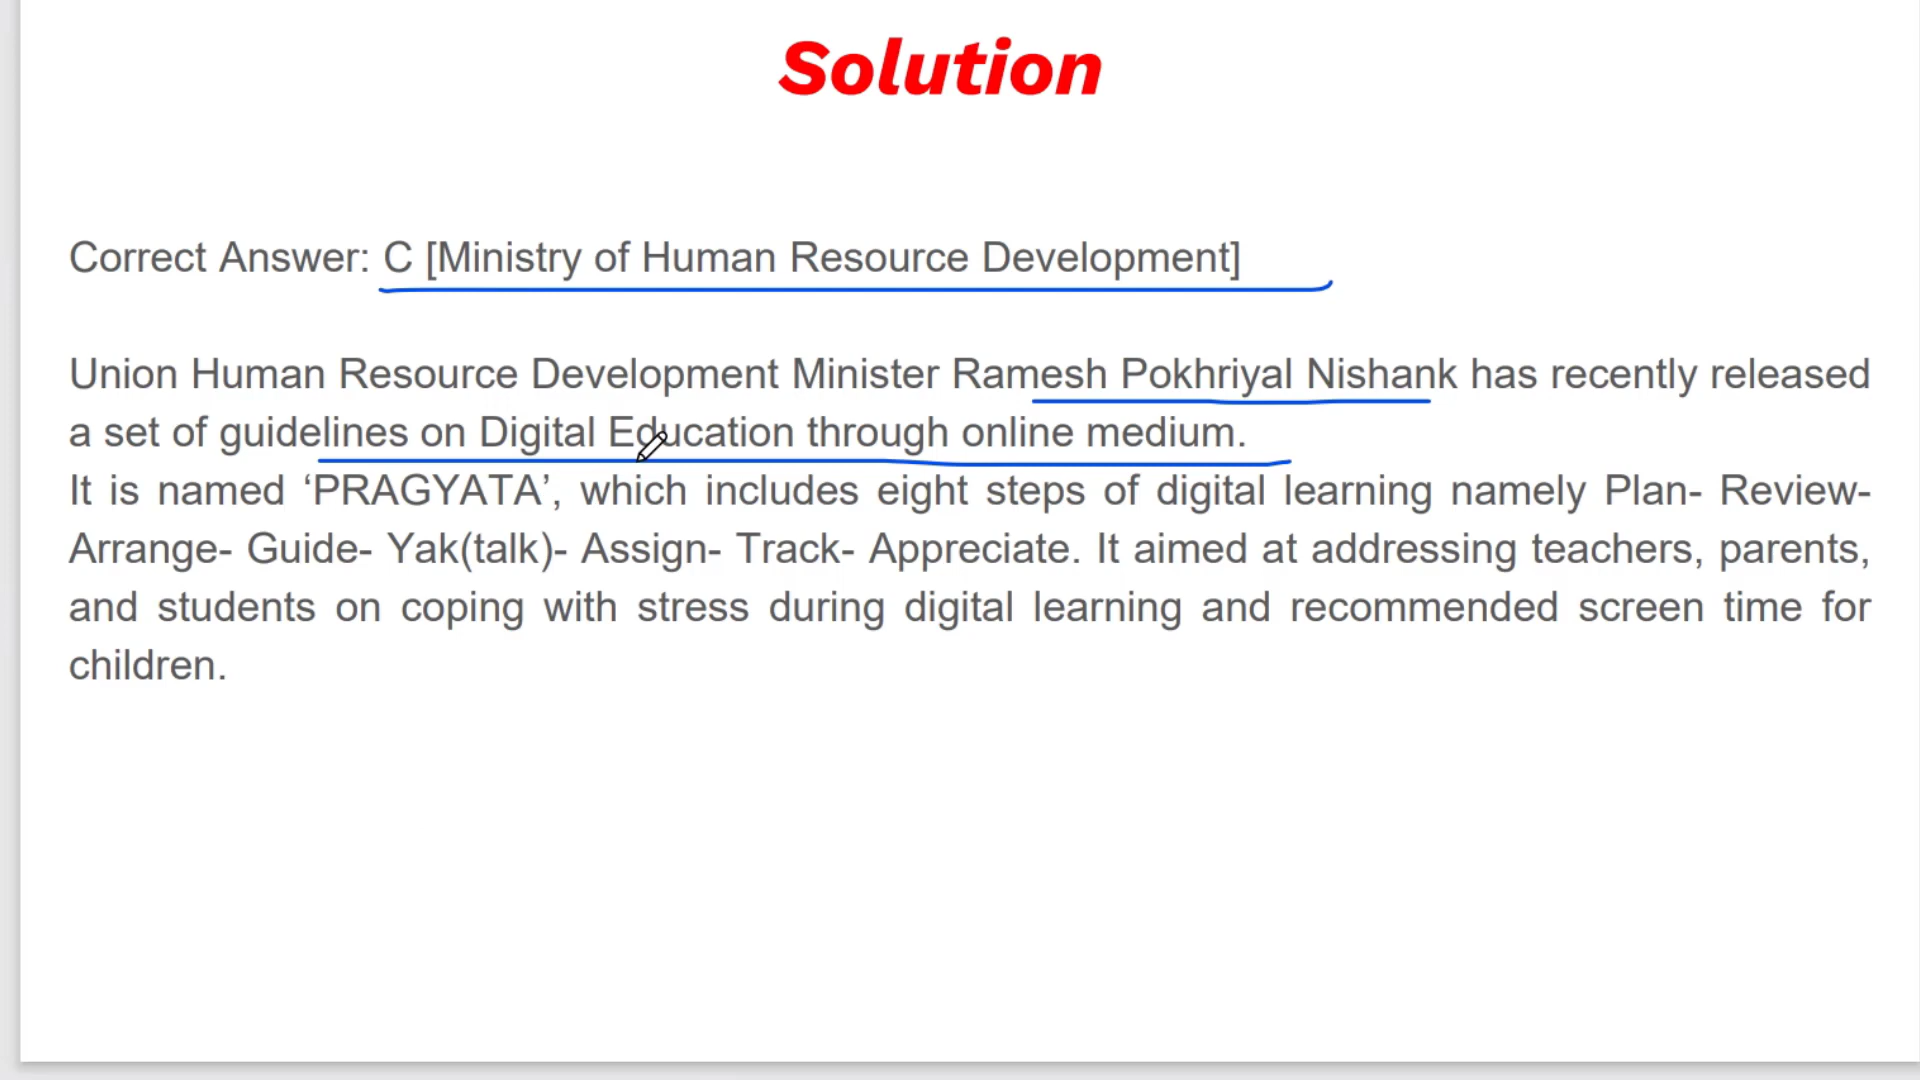 Solution
Correct Answer: C [Ministry of Human Resource Development]
Union Human Resource Development Minister Ramesh Pokhriyal Nishank has recently released
a set of guidelines on Digital Education through online medium.
It is named ‘PRAGYATA’, which includes eight steps of digital learning namely Plan- Review-
Arrange- Guide- Yak(talk)- Assign- Track- Appreciate. It aimed at addressing teachers, parents,
and students on coping with stress during digital learning and recommended screen time for
children.